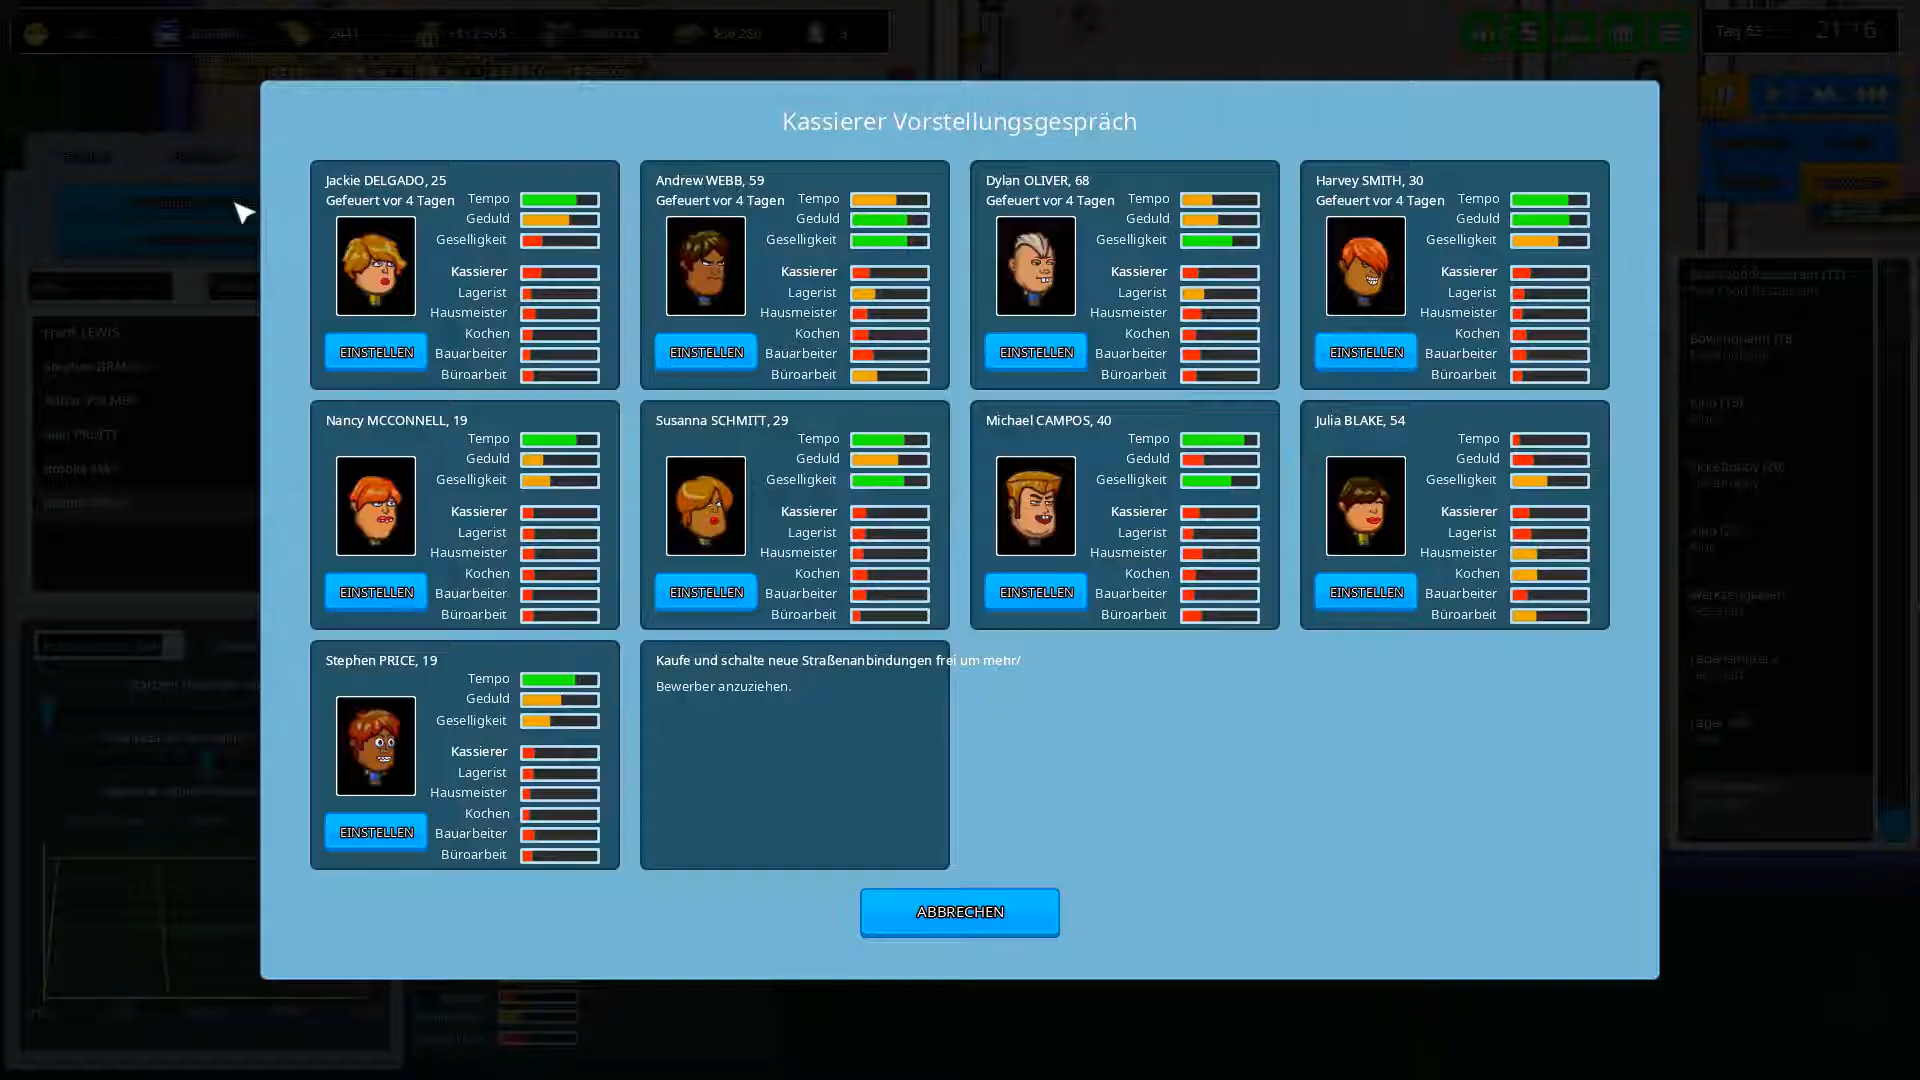 Tag 63
Kassierer Vorstellungsgespräch
Jackie DELGADO, 25
Gefeuert vor 4 Tagen
Tempo
Geduld
Geselligkeit
Kassierer
Lagerist
Hausmeister
Kochen
Bauarbeiter
Büroarbeit
EINSTELLEN
Andrew WEBB, 59
Gefeuert vor 4 Tagen
Tempo
Geduld
Geselligkeit
Kassierer
Lagerist
Hausmeister
Kochen
Bauarbeiter
Büroarbeit
EINSTELLEN
Dylan OLIVER, 68
Gefeuert vor 4 Tagen
Tempo
Geduld
Geselligkeit
Kassierer
Lagerist
Hausmeister
Kochen
Bauarbeiter
Büroarbeit
EINSTELLEN
Harvey SMITH, 30
Gefeuert vor 4 Tagen
Tempo
Geduld
Geselligkeit
Kassierer
Lagerist
Hausmeister
Kochen
Bauarbeiter
Büroarbeit
EINSTELLEN
Nancy MCCONNELL, 19
Tempo
Geduld
Geselligkeit
Kassierer
Lagerist
Hausmeister
Kochen
Bauarbeiter
Büroarbeit
EINSTELLEN
Susanna SCHMITT, 29
Tempo
Geduld
Geselligkeit
Kassierer
Lagerist
Hausmeister
Kochen
Bauarbeiter
Büroarbeit
EINSTELLEN
Michael CAMPOS, 40
Tempo
Geduld
Geselligkeit
Kassierer
Lagerist
Hausmeister
Kochen
Bauarbeiter
Büroarbeit
EINSTELLEN
Julia BLAKE, 54
Tempo
Geduld
Geselligkeit
Kassierer
Lagerist
Hausmeister
Kochen
Bauarbeiter
Büroarbeit
EINSTELLEN
Stephen PRICE, 19
Tempo
Geduld
Geselligkeit
Kassierer
Lagerist
Hausmeister
Kochen
Bauarbeiter
Büroarbeit
EINSTELLEN
Kaufe und schalte neue Straßenanbindungen frei um mehr/
Bewerber anzuziehen.
ABBRECHEN
Frank LEWIS